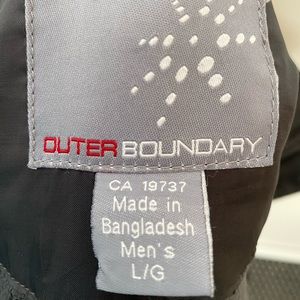 OUTER BOUNDARY
CA 19737
Made in
Bangladesh
Men's
L/G